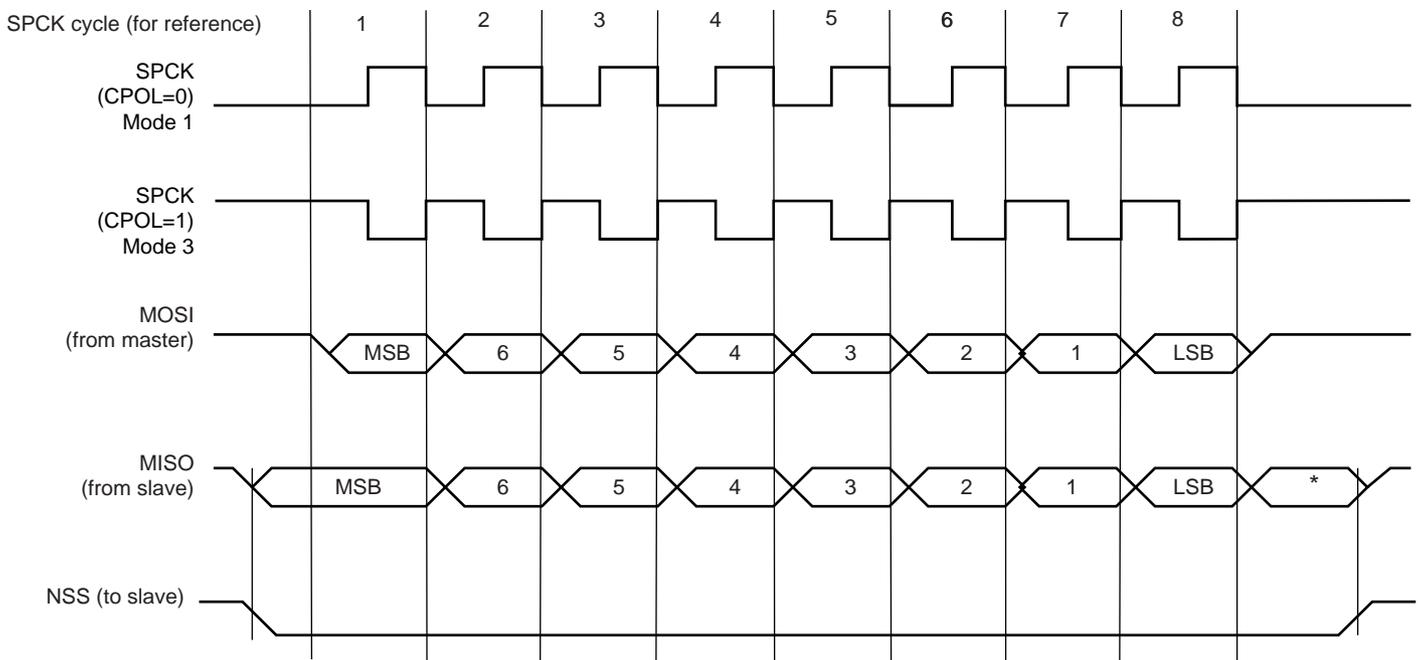 SPCK cycle (for reference) 1 2 3 4 5 6 7 8
SPCK
(CPOL=0)
Mode 1
SPCK
(CPOL=1)
Mode 3
MOSI
(from master)
MSB 6 5 4 3 2 1 LSB
MISO
(from slave)
MSB 6 5 4 3 2 1 LSB *
NSS (to slave)